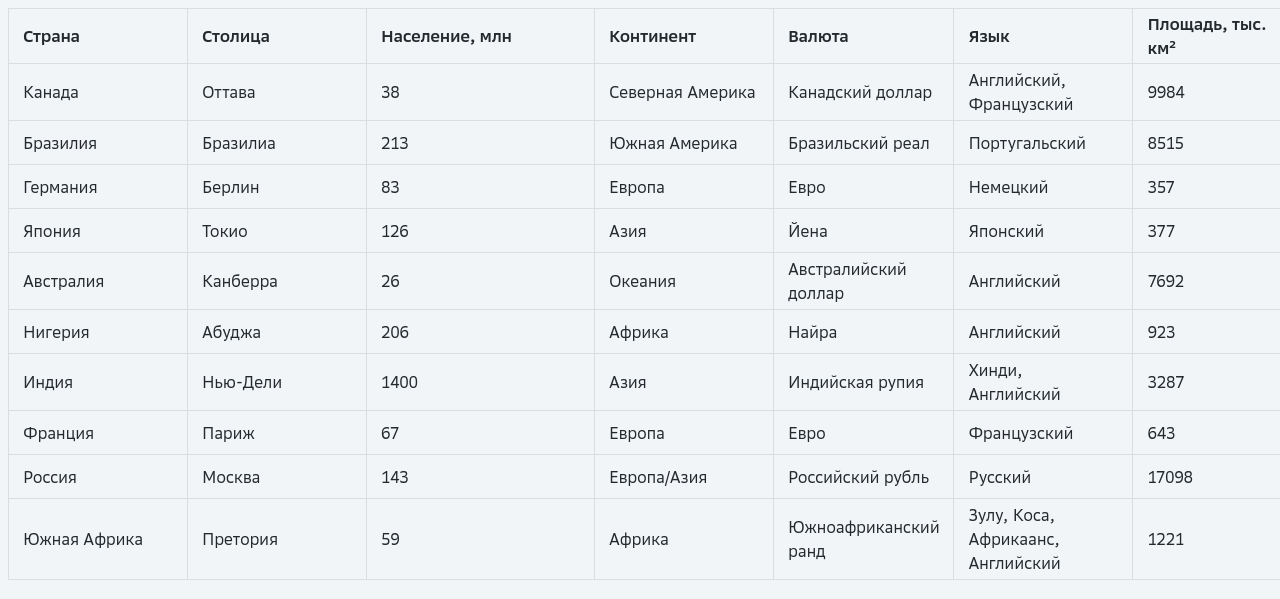 Страна Столица Население, млн Континент Валюта Язык Площадь, тыс. км²
Канада Оттава 38 Северная Америка Канадский доллар Английский, Французский 9984
Бразилия Бразилиа 213 Южная Америка Бразильский реал Португальский 8515
Германия Берлин 83 Европа Евро Немецкий 357
Япония Токио 126 Азия Йена Японский 377
Австралия Канберра 26 Океания Австралийский доллар Английский 7692
Нигерия Абуджа 206 Африка Найра Английский 923
Индия Нью-Дели 1400 Азия Индийская рупия Хинди, Английский 3287
Франция Париж 67 Европа Евро Французский 643
Россия Москва 143 Европа/Азия Российский рубль Русский 17098
Южная Африка Претория 59 Африка Южноафриканский ранд Зулу, Коса, Африкаанс, Английский 1221